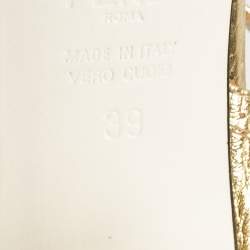 ROMA
MADE IN ITALY
VERO CUOIO
39